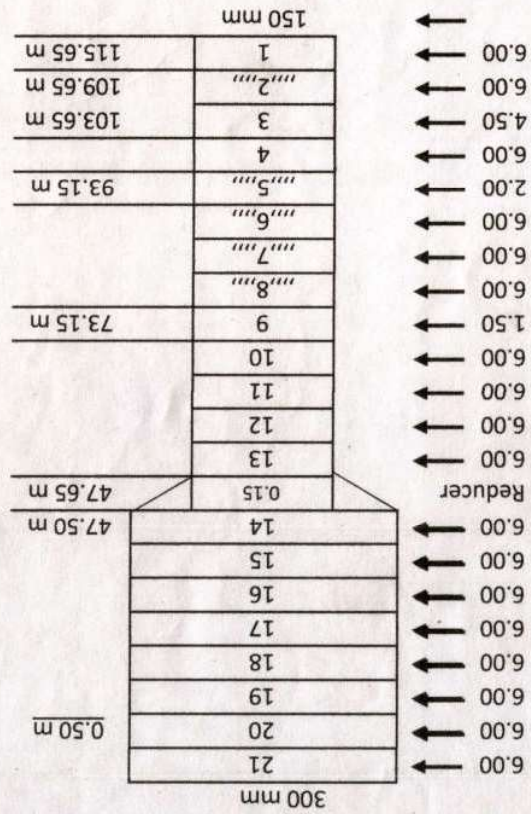 300 mm
6.00 21
6.00 20 0.50 m
6.00 19
6.00 18
6.00 17
6.00 16
6.00 15
6.00 14 47.50 m
Reducer 0.15 47.65 m
6.00 13
6.00 12
6.00 11
6.00 10
1.50 9 73.15 m
6.00 ,,,,,8,,,,,
6.00 ,,,,,7,,,,,
6.00 ,,,,,6,,,,,
2.00 ,,,,,5,,,,, 93.15 m
6.00 4
4.50 3 103.65 m
6.00 ,,,,,2,,,,, 109.65 m
6.00 1 115.65 m
150 mm